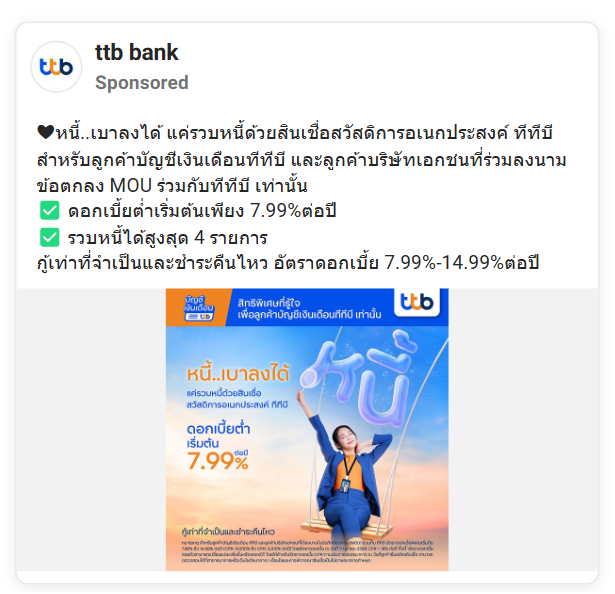 ttb bank
Sponsored
🖤หนี้..เบาลงได้ แค่รวบหนี้ด้วยสินเชื่อสวัสดิการอเนกประสงค์ ทีทีบี
สำหรับลูกค้าบัญชีเงินเดือนทีทีบี และลูกค้าบริษัทเอกชนที่ร่วมลงนาม
ข้อตกลง MOU ร่วมกับทีทีบี เท่านั้น
✅ ดอกเบี้ยต่ำเริ่มต้นเพียง 7.99%ต่อปี
✅ รวบหนี้ได้สูงสุด 4 รายการ
กู้เท่าที่จำเป็นและชำระคืนไหว อัตราดอกเบี้ย 7.99%-14.99%ต่อปี
บัญชี
เงินเดือน
ttb
สิทธิพิเศษที่รู้ใจ
เพื่อลูกค้าบัญชีเงินเดือนทีทีบี เท่านั้น
ttb
หนี้
หนี้..เบาลงได้
แค่รวบหนี้ด้วยสินเชื่อ
สวัสดิการอเนกประสงค์ ทีทีบี
ดอกเบี้ยต่ำ
เริ่มต้น
7.99% ต่อปี
กู้เท่าที่จำเป็นและชำระคืนไหว